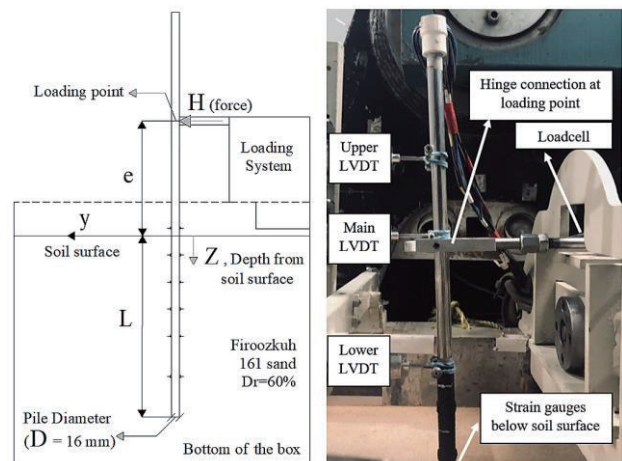 Loading point
H (force)
Loading
System
e
y
Soil surface
Z , Depth from
soil surface
L
Firoozkuh
161 sand
Dr=60%
Pile Diameter
(D = 16 mm)
Bottom of the box
Hinge connection at
loading point
Loadcell
Upper
LVDT
Main
LVDT
Lower
LVDT
Strain gauges
below soil surface